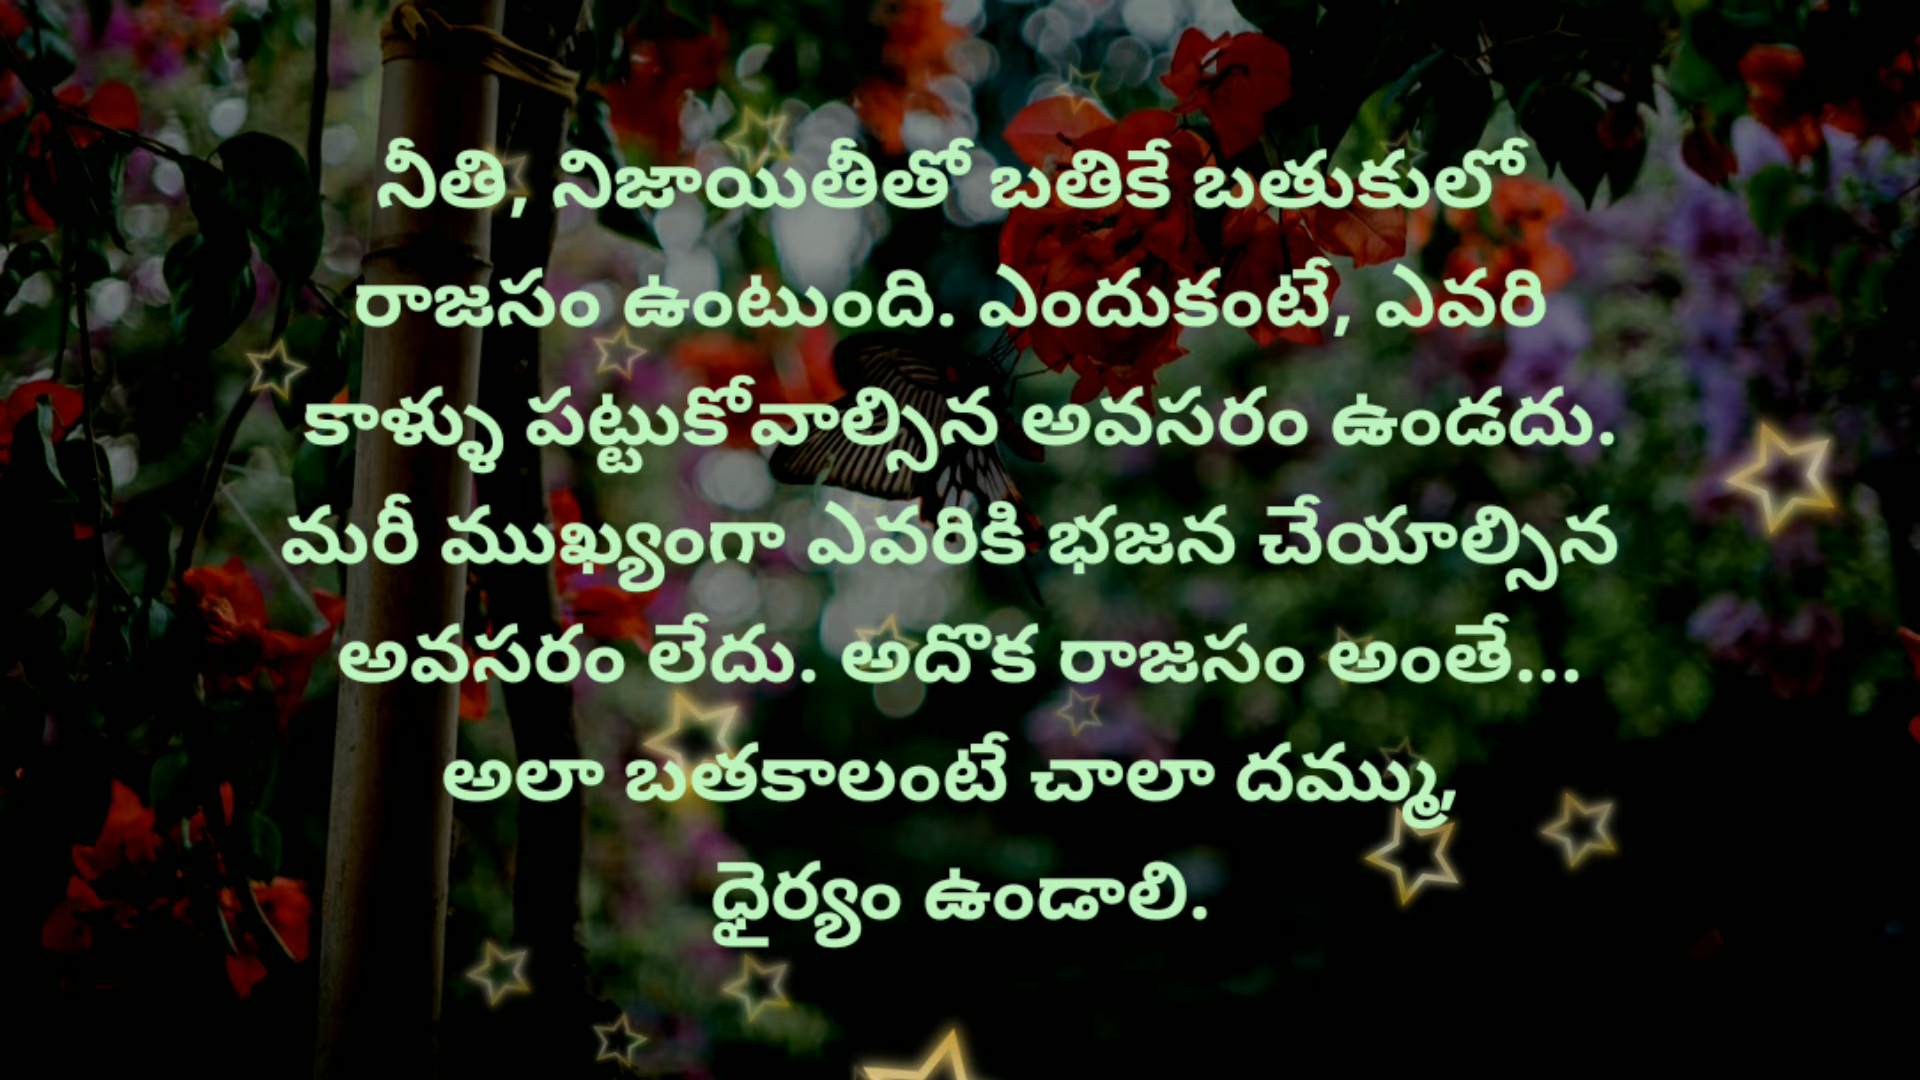 నీతి, నిజాయితీతో బతికే బతుకులో
రాజసం ఉంటుంది. ఎందుకంటే, ఎవరి
కాళ్ళు పట్టుకోవాల్సిన అవసరం ఉండదు.
మరీ ముఖ్యంగా ఎవరికి భజన చేయాల్సిన
అవసరం లేదు. అదొక రాజసం అంతే...
అలా బతకాలంటే చాలా దమ్ము,
ధైర్యం ఉండాలి.